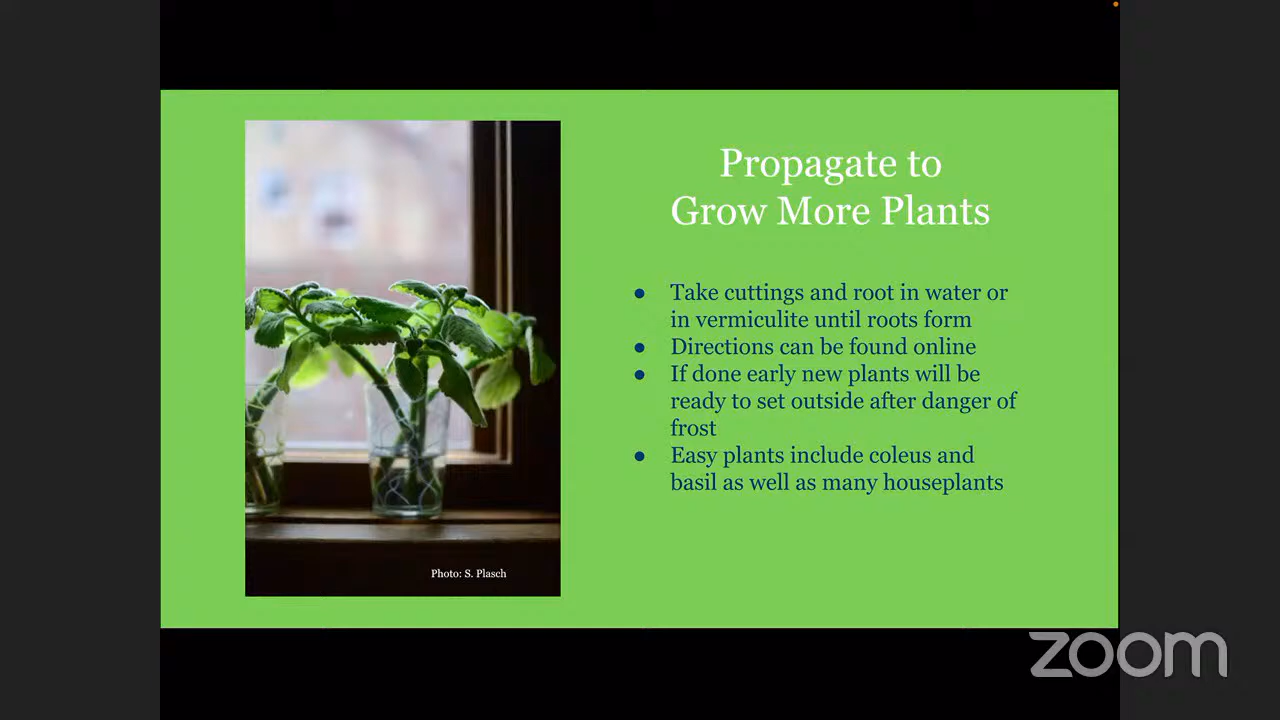 Propagate to
Grow More Plants
● Take cuttings and root in water or
in vermiculite until roots form
● Directions can be found online
● If done early new plants will be
ready to set outside after danger of
frost
● Easy plants include coleus and
basil as well as many houseplants
Photo: S. Plasch
zoom